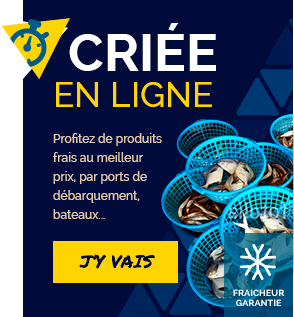 CRIÉE
EN LIGNE
Profitez de produits
frais au meilleur
prix, par ports de
débarquement,
bateaux...
J'Y VAIS
FRAICHEUR
GARANTIE